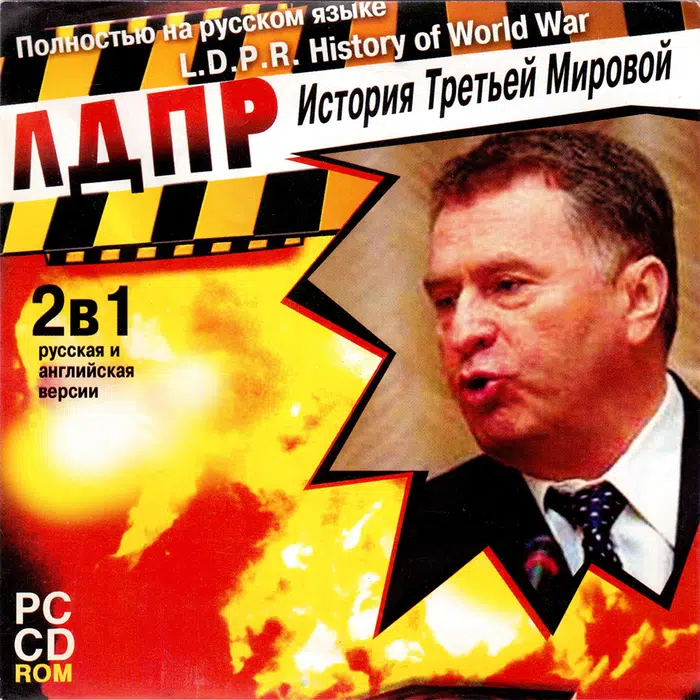 Полностью на русском языке
L.D.P.R. History of World War
ЛДПР
История Третьей Мировой
2в1
русская и
английская
версии
PC
CD
ROM